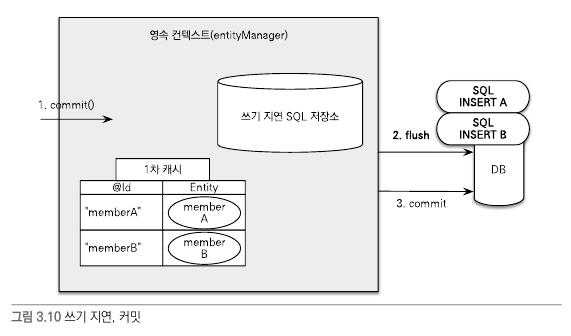 영속 컨텍스트(entityManager)
1. commit()
쓰기 지연 SQL 저장소
SQL
INSERT A
SQL
INSERT B
2. flush
DB
3. commit
1차 캐시
@Id
Entity
"memberA"
member
A
"memberB"
member
B
그림 3.10 쓰기 지연, 커밋